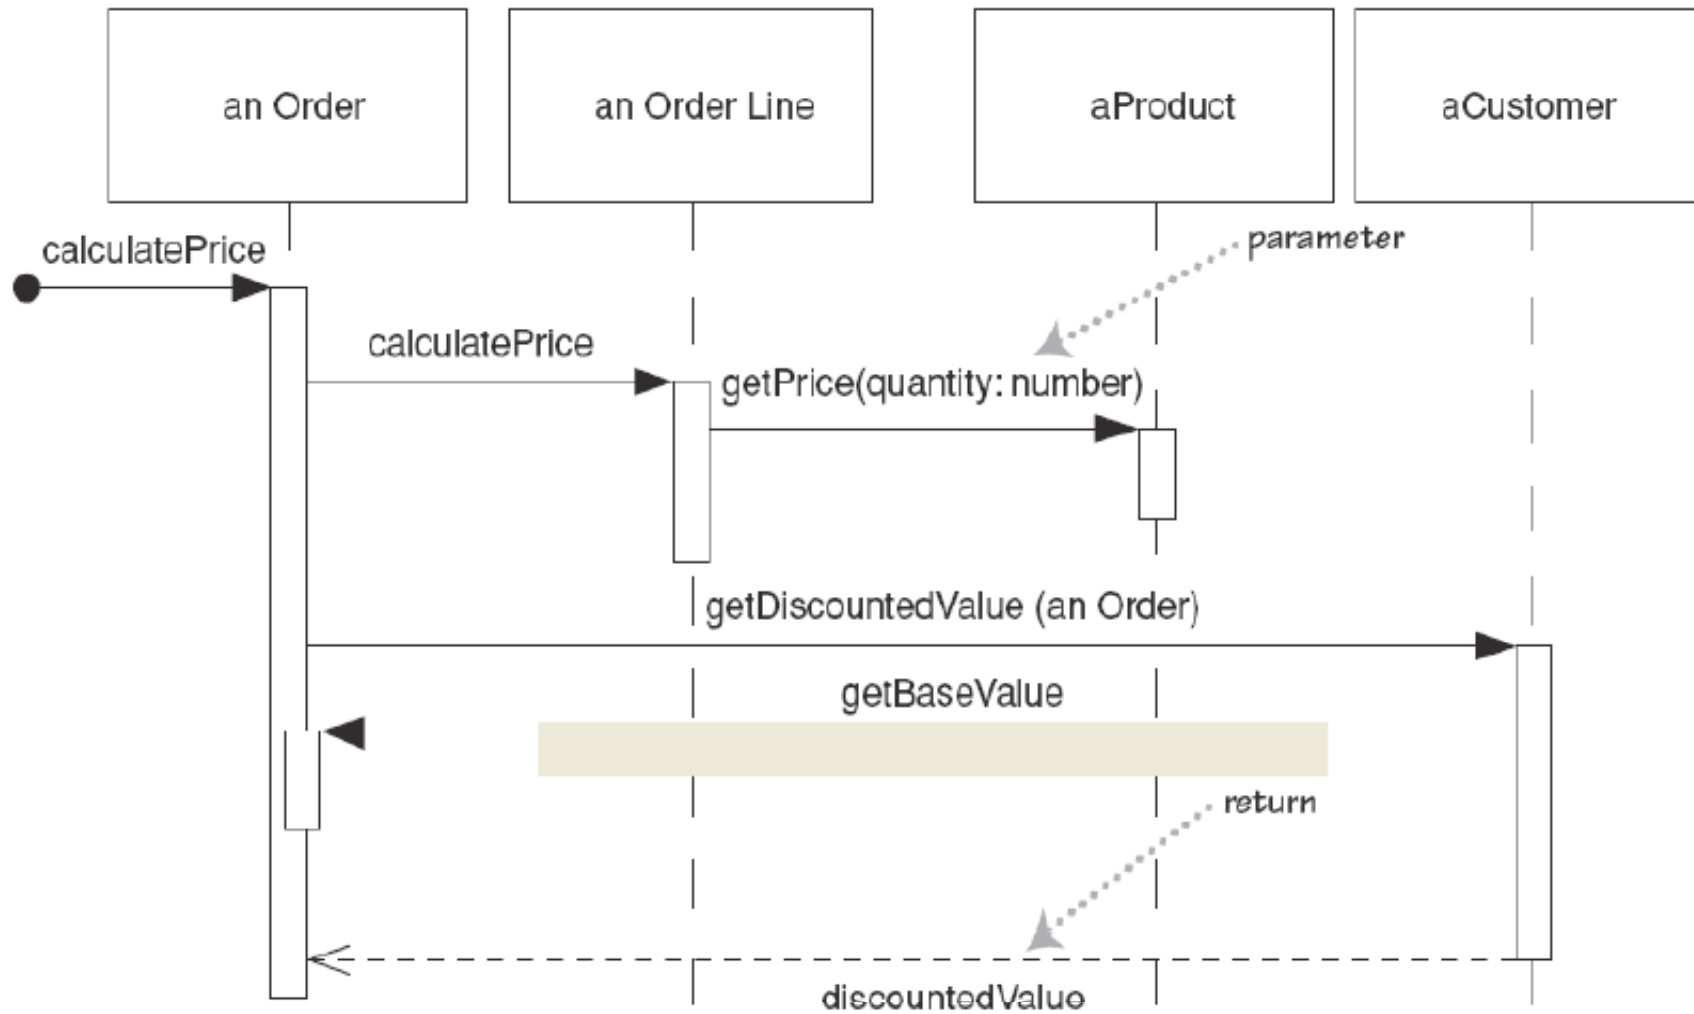 an Order
an Order Line
aProduct
aCustomer
calculatePrice
parameter
calculatePrice
getPrice(quantity: number)
getDiscountedValue (an Order)
getBaseValue
return
discountedValue